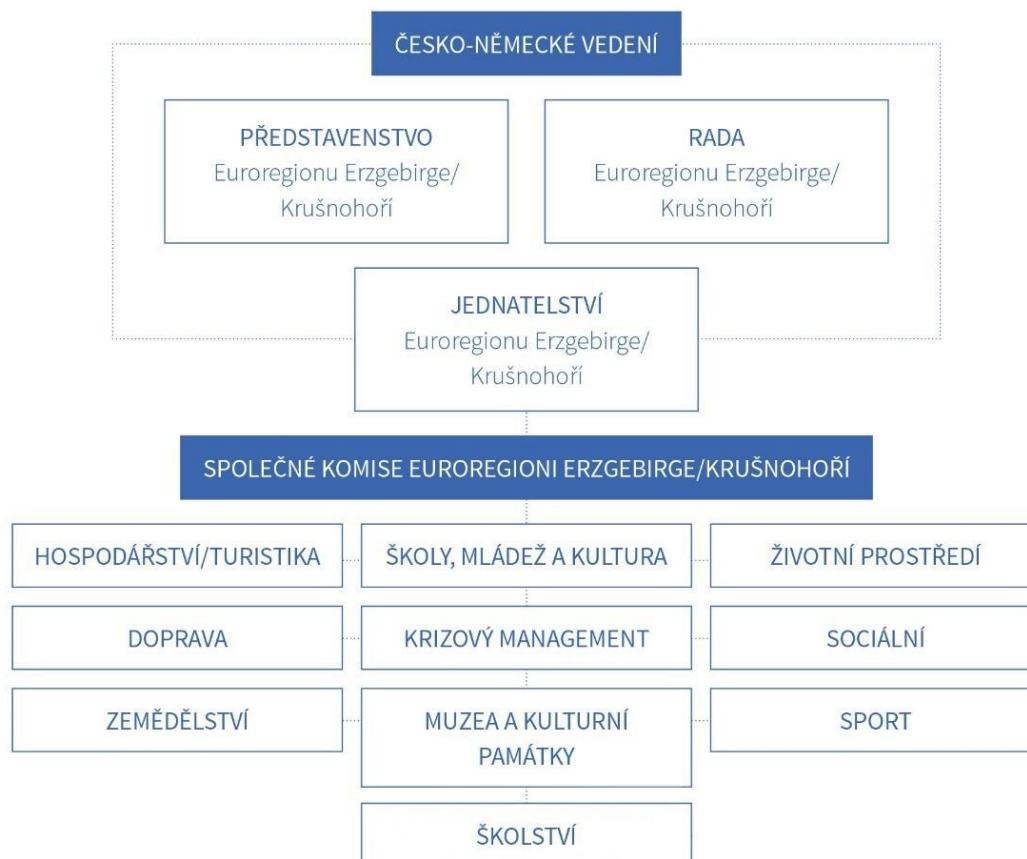 ČESKO-NĚMECKÉ VEDENÍ
PŘEDSTAVENSTVO
Euroregionu Erzgebirge/
Krušnohoří
RADA
Euroregionu Erzgebirge/
Krušnohoří
JEDNATELSTVÍ
Euroregionu Erzgebirge/
Krušnohoří
SPOLEČNÉ KOMISE EUROREGIONI ERZGEBIRGE/KRUŠNOHOŘÍ
HOSPODÁŘSTVÍ/TURISTIKA
ŠKOLY, MLÁDEŽ A KULTURA
ŽIVOTNÍ PROSTŘEDÍ
DOPRAVA
KRIZOVÝ MANAGEMENT
SOCIÁLNÍ
ZEMĚDĚLSTVÍ
MUZEA A KULTURNÍ
PAMÁTKY
SPORT
ŠKOLSTVÍ